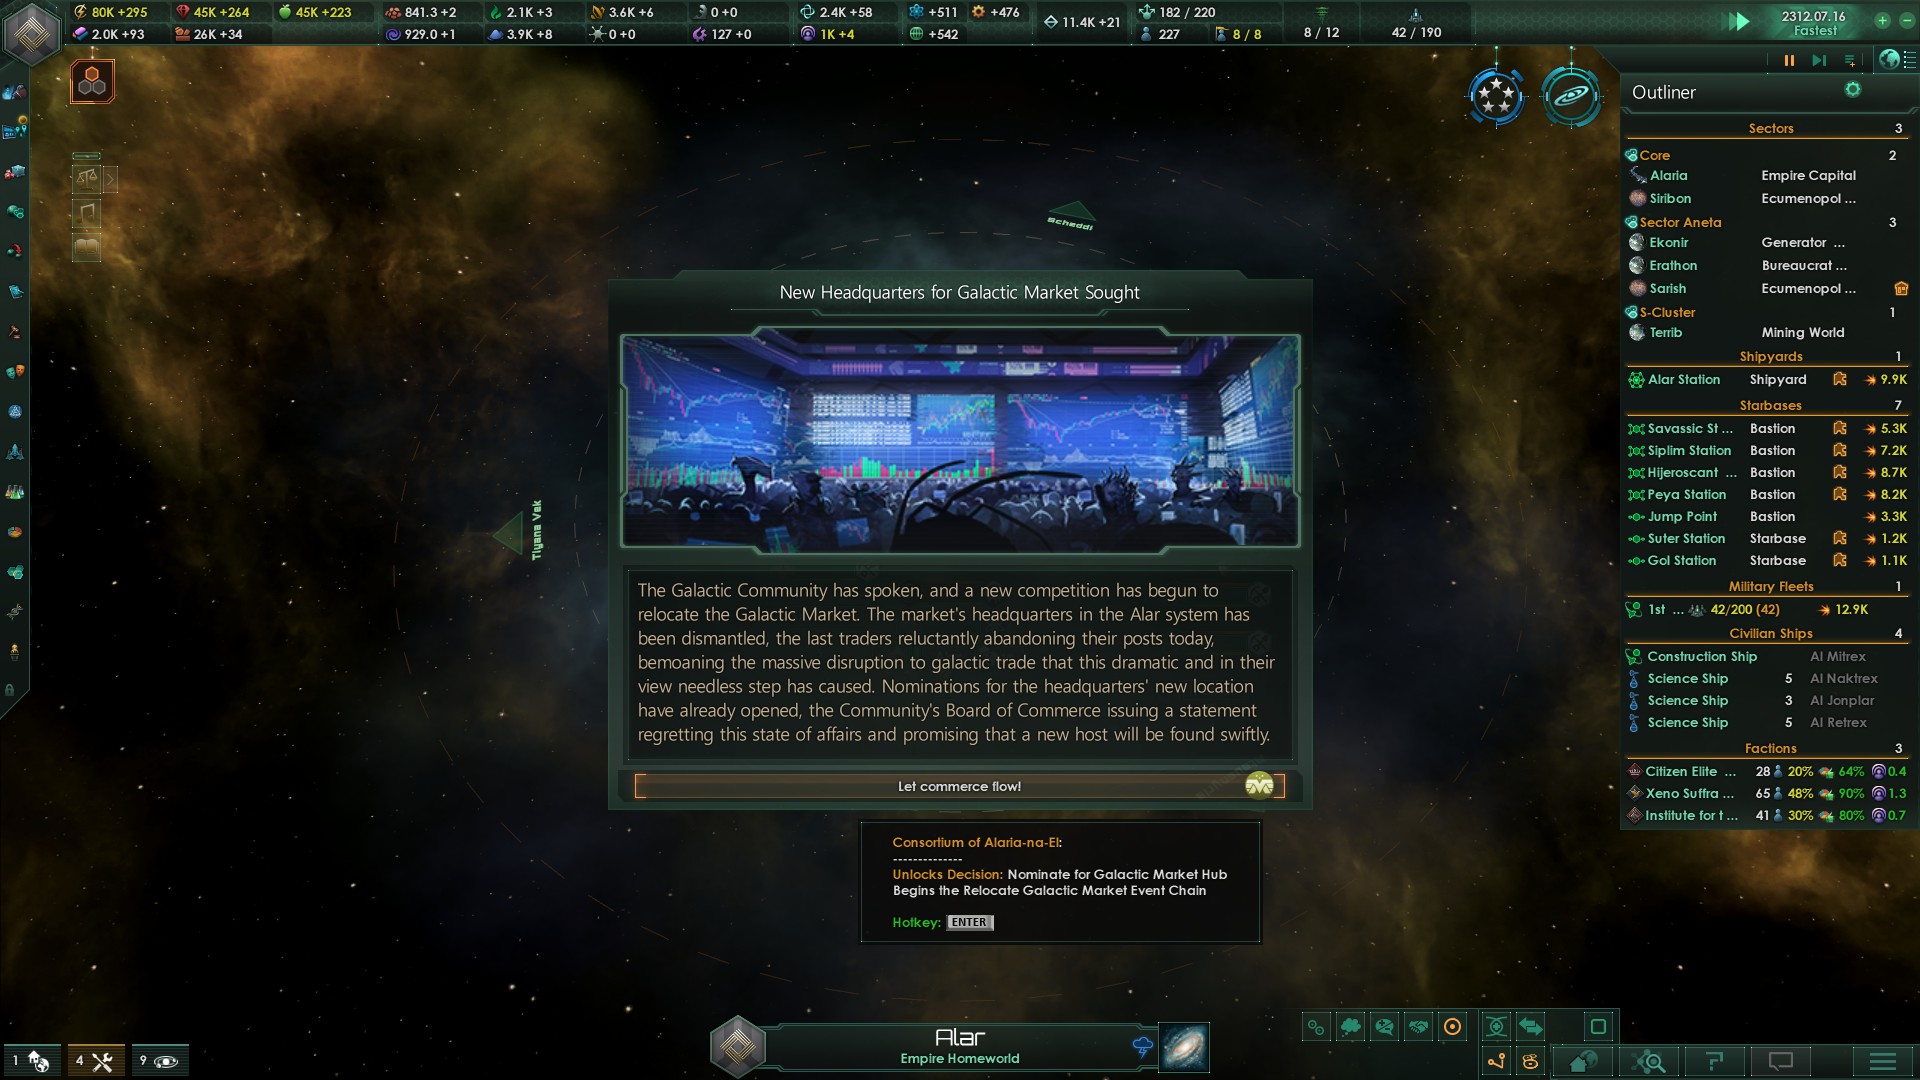 80K +295
45K +264
45K +223
841.3 +2
2.1K +3
3.6K +6
0 +0
2.4K +58
+511
+476
11.4K +21
182 / 220
2312.07.16
2.0K +93
26K +34
929.0 +1
3.9K +8
0 +0
127 +0
1K +4
+542
227
8 / 8
8 / 12
42 / 190
Fastest
Outliner
Sectors 3
Core 2
Alaria Empire Capital
Siribon Ecumenopol ...
Sector Aneta 3
Ekonir Generator ...
Erathon Bureaucrat ...
Sarish Ecumenopol ...
S-Cluster 1
Terrib Mining World
Shipyards 1
Alar Station Shipyard 9.9K
Starbases 7
Savassic St ... Bastion 5.3K
Siplim Station Bastion 7.2K
Hijeroscant ... Bastion 8.7K
Peya Station Bastion 8.2K
Jump Point Bastion 3.3K
Suter Station Starbase 1.2K
Gol Station Starbase 1.1K
Military Fleets 1
1st ... 42/200 (42) 12.9K
Civilian Ships 4
Construction Ship AI Mitrex
Science Ship 5 AI Naktrex
Science Ship 3 AI Jonplar
Science Ship 5 AI Retrex
Factions 3
Citizen Elite ... 28 20% 64% 0.4
Xeno Suffra ... 65 48% 90% 1.3
Institute for t ... 41 30% 80% 0.7
Scheddi
Tiyana Vek
New Headquarters for Galactic Market Sought
The Galactic Community has spoken, and a new competition has begun to
relocate the Galactic Market. The market's headquarters in the Alar system has
been dismantled, the last traders reluctantly abandoning their posts today,
bemoaning the massive disruption to galactic trade that this dramatic and in their
view needless step has caused. Nominations for the headquarters' new location
have already opened, the Community's Board of Commerce issuing a statement
regretting this state of affairs and promising that a new host will be found swiftly.
Let commerce flow!
Consortium of Alaria-na-El:
--------------
Unlocks Decision: Nominate for Galactic Market Hub
Begins the Relocate Galactic Market Event Chain
Hotkey: ENTER
Alar
Empire Homeworld
1
4
9